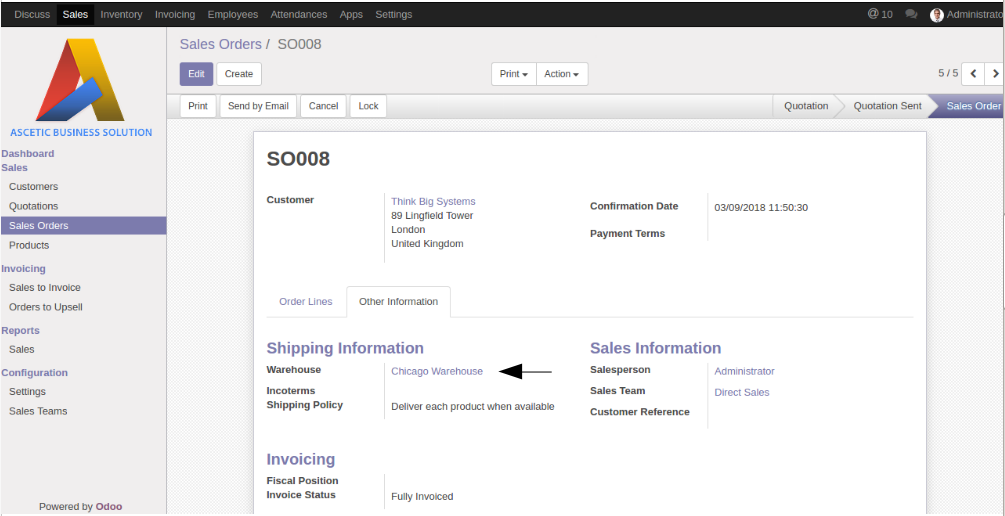 Discuss Sales Inventory Invoicing Employees Attendances Apps Settings @ 10 Administrato
ASCETIC BUSINESS SOLUTION
Dashboard
Sales
Customers
Quotations
Sales Orders
Products
Invoicing
Sales to Invoice
Orders to Upsell
Reports
Sales
Configuration
Settings
Sales Teams
Powered by Odoo
Sales Orders / SO008
Edit Create Print Action 5 / 5
Print Send by Email Cancel Lock Quotation Quotation Sent Sales Order
SO008
Customer Think Big Systems
89 Lingfield Tower
London
United Kingdom
Confirmation Date 03/09/2018 11:50:30
Payment Terms
Order Lines Other Information
Shipping Information
Warehouse Chicago Warehouse
Incoterms
Shipping Policy Deliver each product when available
Sales Information
Salesperson Administrator
Sales Team Direct Sales
Customer Reference
Invoicing
Fiscal Position
Invoice Status Fully Invoiced